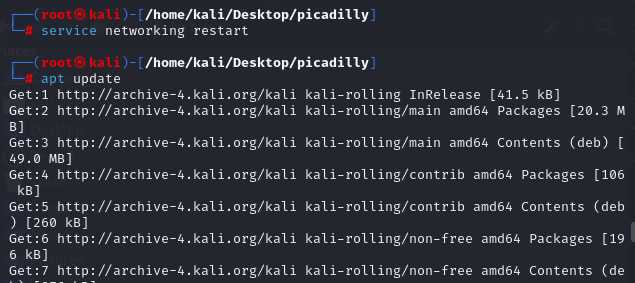 ┌──(root㉿kali)-[/home/kali/Desktop/picadilly]
└─# service networking restart
┌──(root㉿kali)-[/home/kali/Desktop/picadilly]
└─# apt update
Get:1 http://archive-4.kali.org/kali kali-rolling InRelease [41.5 kB]
Get:2 http://archive-4.kali.org/kali kali-rolling/main amd64 Packages [20.3 M
B]
Get:3 http://archive-4.kali.org/kali kali-rolling/main amd64 Contents (deb) [
49.0 MB]
Get:4 http://archive-4.kali.org/kali kali-rolling/contrib amd64 Packages [106
 kB]
Get:5 http://archive-4.kali.org/kali kali-rolling/contrib amd64 Contents (deb
) [260 kB]
Get:6 http://archive-4.kali.org/kali kali-rolling/non-free amd64 Packages [19
6 kB]
Get:7 http://archive-4.kali.org/kali kali-rolling/non-free amd64 Contents (de